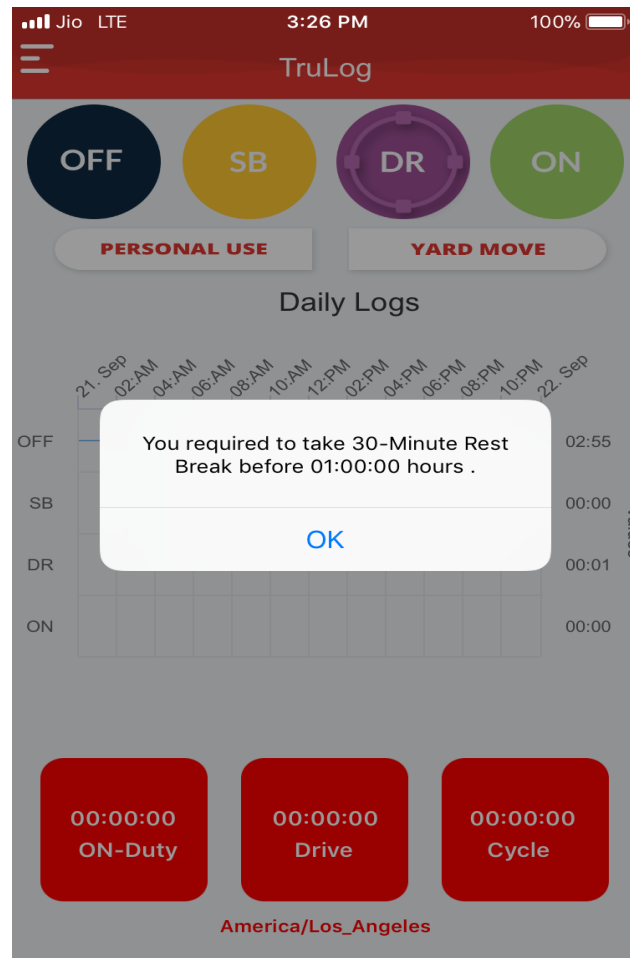 Jio LTE 3:26 PM 100%
TruLog
OFF SB DR ON
PERSONAL USE YARD MOVE
Daily Logs
21. Sep 02:AM 04:AM 06:AM 08:AM 10:AM 12:PM 02:PM 04:PM 06:PM 08:PM 10:PM 22. Sep
OFF 02:55
You required to take 30-Minute Rest
Break before 01:00:00 hours .
SB 00:00
OK
DR 00:01
ON 00:00
00:00:00 00:00:00 00:00:00
ON-Duty Drive Cycle
America/Los_Angeles